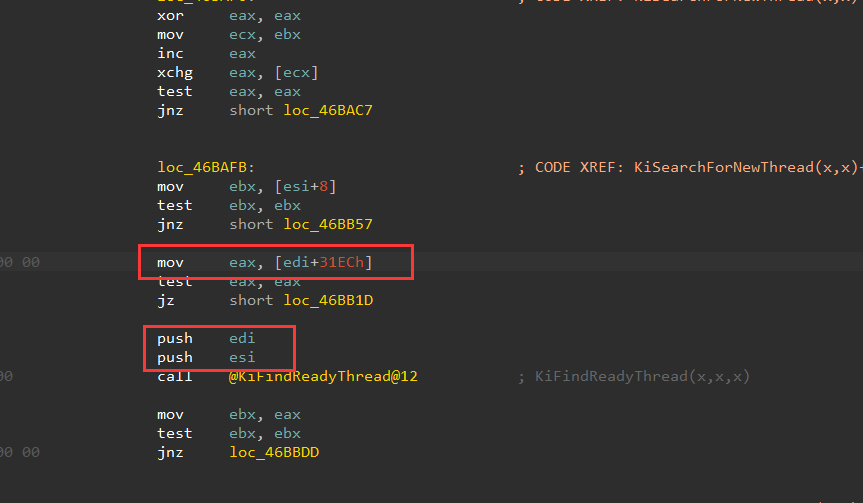 xor eax, eax
mov ecx, ebx
inc eax
xchg eax, [ecx]
test eax, eax
jnz short loc_46BAC7
loc_46BAFB: ; CODE XREF: KiSearchForNewThread(x,x)
mov ebx, [esi+8]
test ebx, ebx
jnz short loc_46BB57
00 00 mov eax, [edi+31ECh]
test eax, eax
jz short loc_46BB1D
push edi
push esi
00 call @KiFindReadyThread@12 ; KiFindReadyThread(x,x,x)
mov ebx, eax
test ebx, ebx
00 00 jnz loc_46BBDD